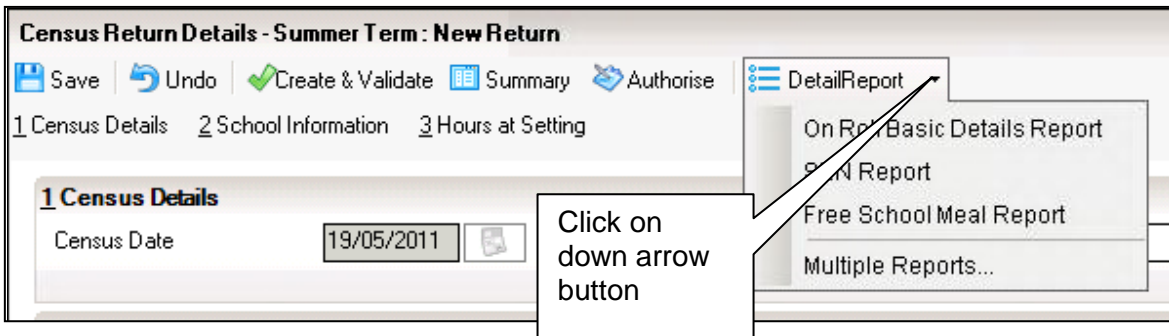 Census Return Details - Summer Term : New Return
Save Undo Create & Validate Summary Authorise DetailReport
1 Census Details 2 School Information 3 Hours at Setting
On Roll Basic Details Report
SEN Report
Free School Meal Report
Multiple Reports...
1 Census Details
Census Date 19/05/2011
Click on
down arrow
button